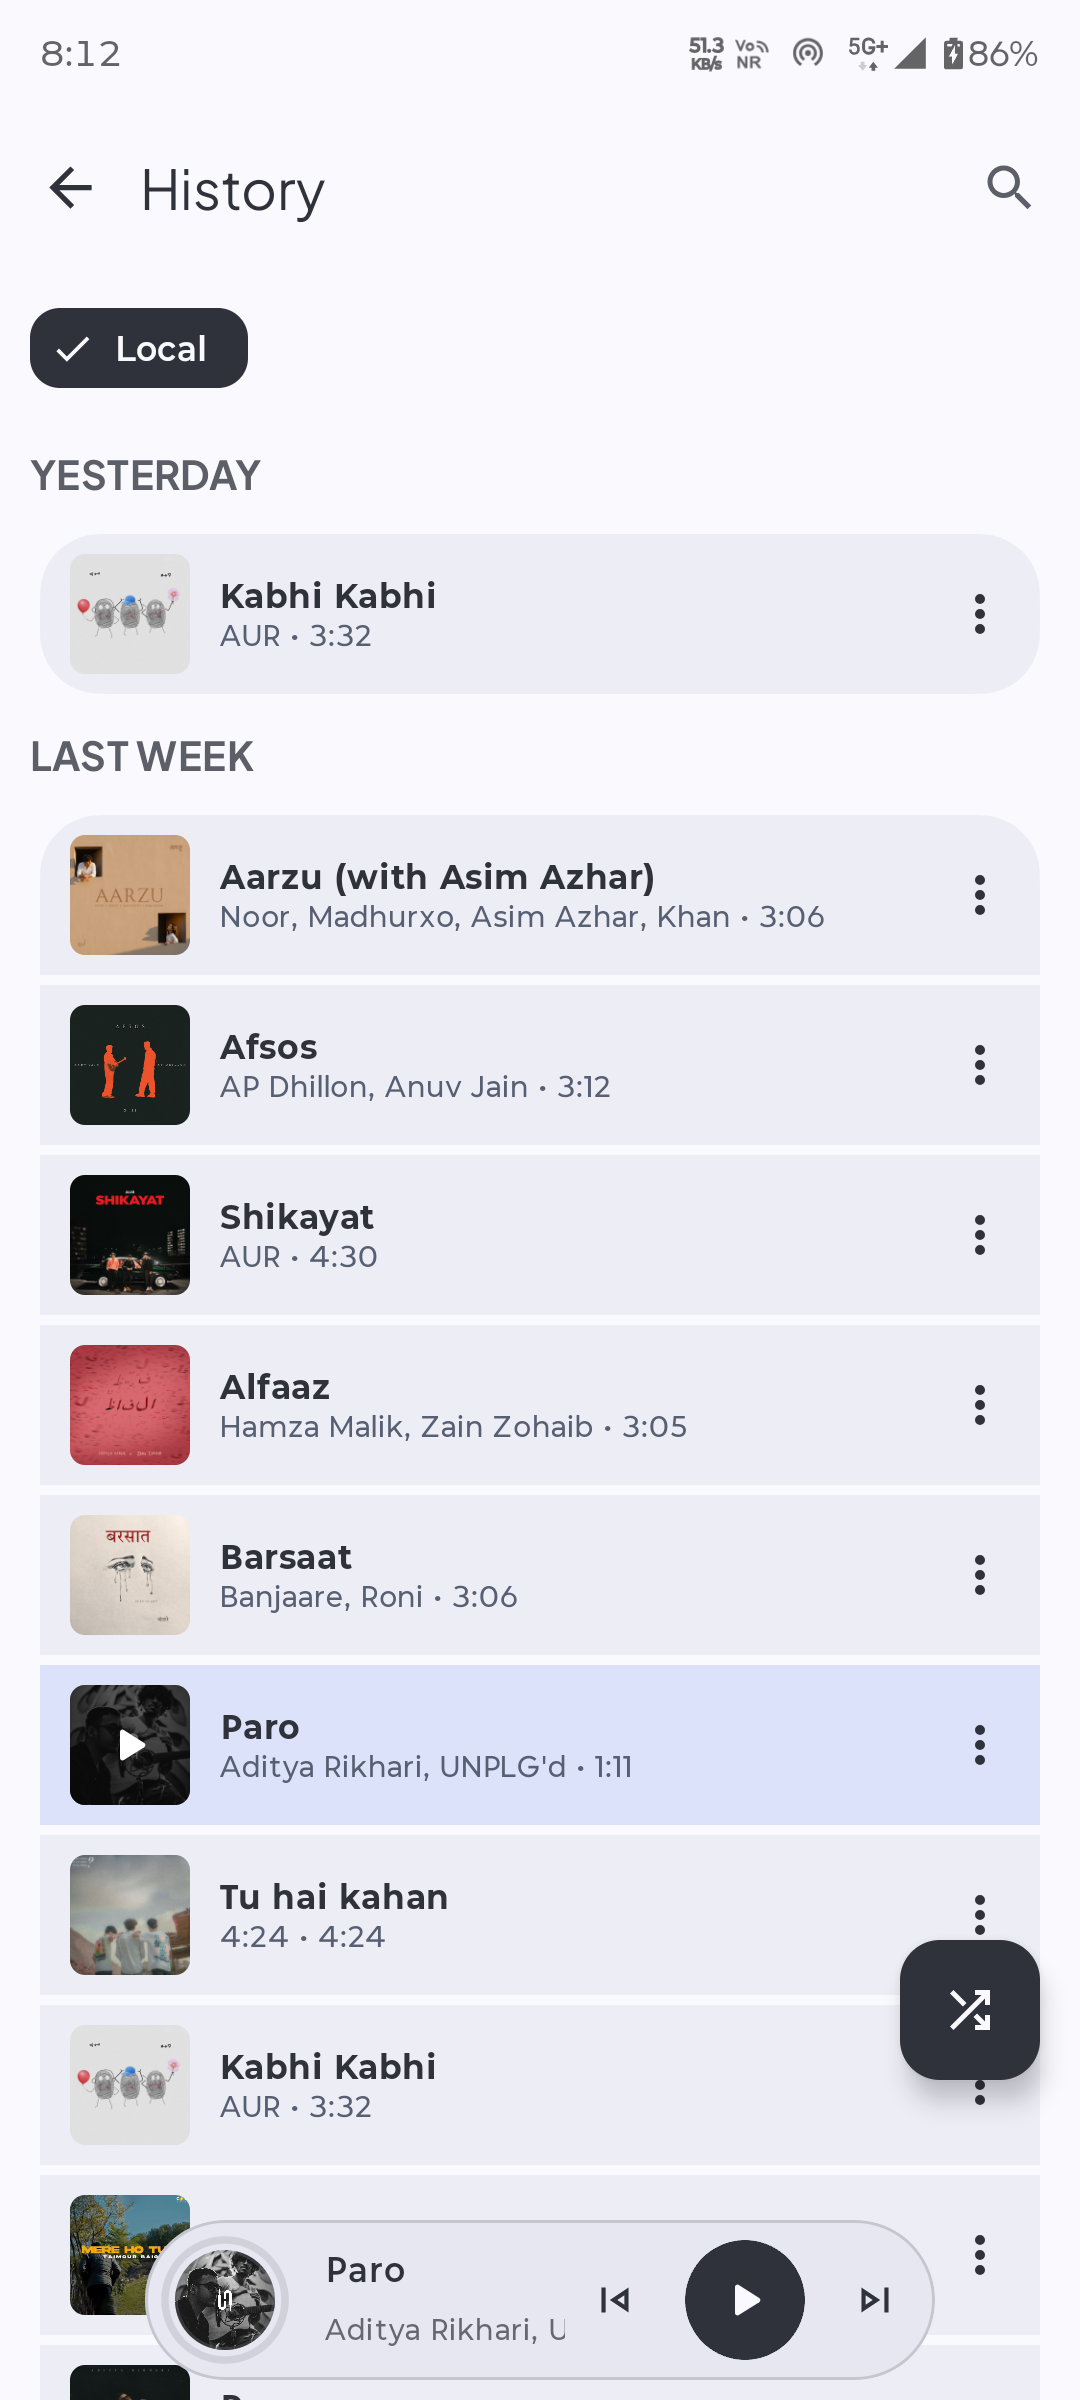 8:12
51.3 KB/s
Vo NR
5G+
86%
History
Local
YESTERDAY
Kabhi Kabhi
AUR • 3:32
LAST WEEK
AARZU
Aarzu (with Asim Azhar)
Noor, Madhurxo, Asim Azhar, Khan • 3:06
AFSOS
Afsos
AP Dhillon, Anuv Jain • 3:12
SHIKAYAT
Shikayat
AUR • 4:30
Alfaaz
Hamza Malik, Zain Zohaib • 3:05
बरसात
Barsaat
Banjaare, Roni • 3:06
Paro
Aditya Rikhari, UNPLG'd • 1:11
Tu hai kahan
4:24 • 4:24
Kabhi Kabhi
AUR • 3:32
MERE HO TU
Paro
Aditya Rikhari, U